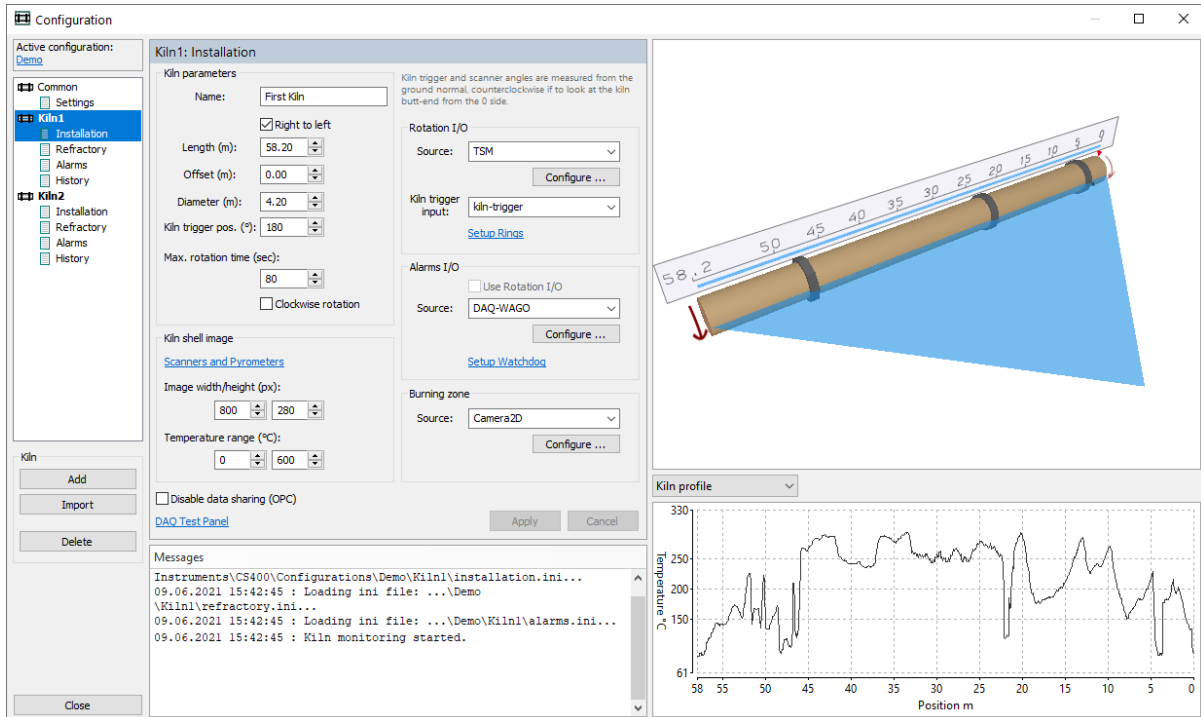 Configuration
Active configuration:
Demo
Common
Settings
Kiln1
Installation
Refractory
Alarms
History
Kiln2
Installation
Refractory
Alarms
History
Kiln
Add
Import
Delete
Close
Kiln1: Installation
Kiln parameters
Name: First Kiln
Right to left
Length (m): 58.20
Offset (m): 0.00
Diameter (m): 4.20
Kiln trigger pos. (°): 180
Max. rotation time (sec):
80
Clockwise rotation
Kiln shell image
Scanners and Pyrometers
Image width/height (px):
800 280
Temperature range (°C):
0 600
Disable data sharing (OPC)
DAQ Test Panel
Kiln trigger and scanner angles are measured from the
ground normal, counterclockwise if to look at the kiln
butt-end from the 0 side.
Rotation I/O
Source: TSM
Configure ...
Kiln trigger
input: kiln-trigger
Setup Rings
Alarms I/O
Use Rotation I/O
Source: DAQ-WAGO
Configure ...
Setup Watchdog
Burning zone
Source: Camera2D
Configure ...
Apply Cancel
Messages
Instruments\CS400\Configurations\Demo\Kiln1\installation.ini...
09.06.2021 15:42:45 : Loading ini file: ...\Demo
\Kiln1\refractory.ini...
09.06.2021 15:42:45 : Loading ini file: ...\Demo\Kiln1\alarms.ini...
09.06.2021 15:42:45 : Kiln monitoring started.
58.2 50 45 40 35 30 25 20 15 10 5 0
Kiln profile
330
250
200
150
61
Temperature °C
58 55 50 45 40 35 30 25 20 15 10 5 0
Position m